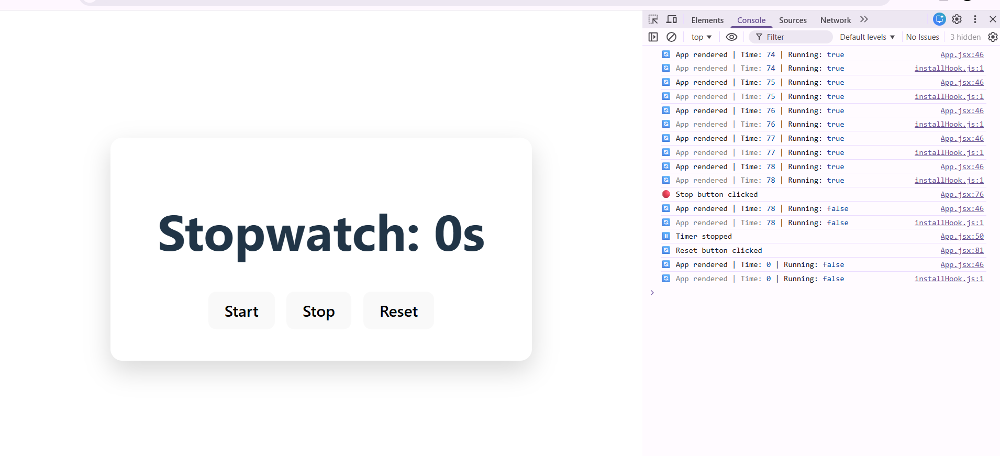 Elements Console Sources Network
top Filter Default levels No Issues 3 hidden
🔄 App rendered | Time: 74 | Running: true App.jsx:46
🔄 App rendered | Time: 74 | Running: true installHook.js:1
🔄 App rendered | Time: 75 | Running: true App.jsx:46
🔄 App rendered | Time: 75 | Running: true installHook.js:1
🔄 App rendered | Time: 76 | Running: true App.jsx:46
🔄 App rendered | Time: 76 | Running: true installHook.js:1
🔄 App rendered | Time: 77 | Running: true App.jsx:46
🔄 App rendered | Time: 77 | Running: true installHook.js:1
🔄 App rendered | Time: 78 | Running: true App.jsx:46
🔄 App rendered | Time: 78 | Running: true installHook.js:1
🔴 Stop button clicked App.jsx:76
🔄 App rendered | Time: 78 | Running: false App.jsx:46
🔄 App rendered | Time: 78 | Running: false installHook.js:1
⏸ Timer stopped App.jsx:50
🔄 Reset button clicked App.jsx:81
🔄 App rendered | Time: 0 | Running: false App.jsx:46
🔄 App rendered | Time: 0 | Running: false installHook.js:1
Stopwatch: 0s
Start Stop Reset